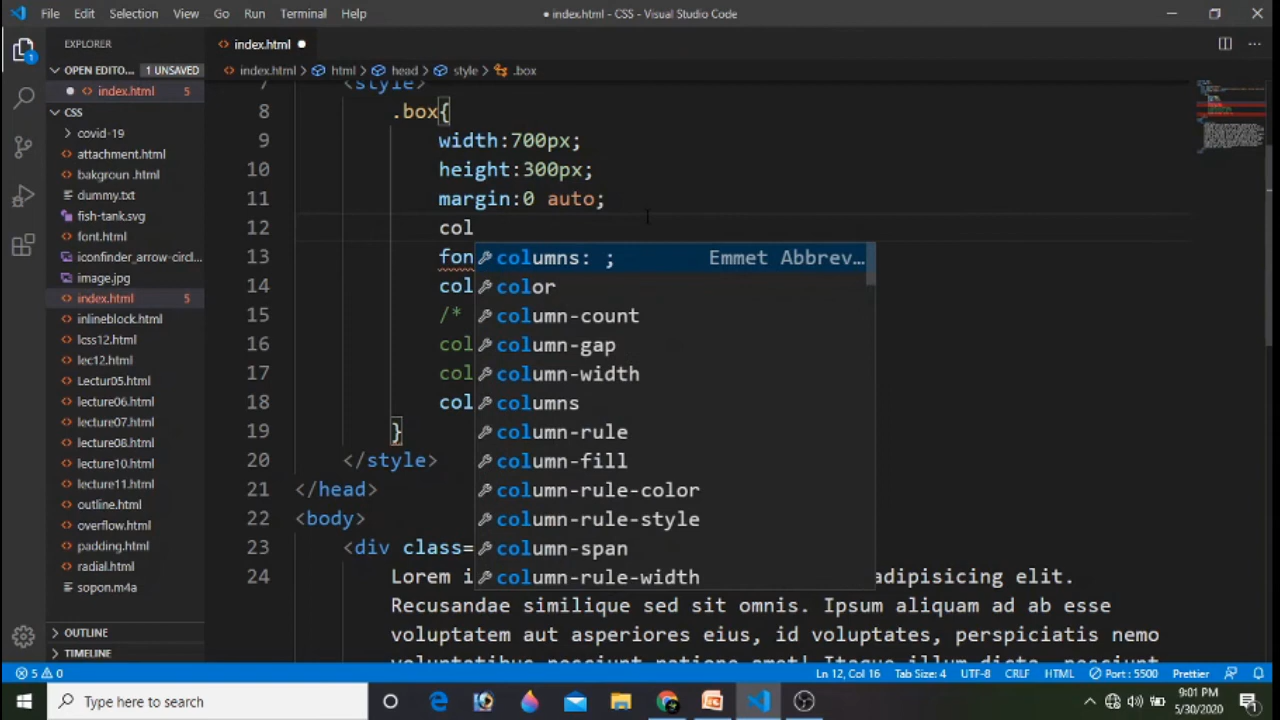 File Edit Selection View Go Run Terminal Help
● index.html - CSS - Visual Studio Code
EXPLORER
OPEN EDITO... 1 UNSAVED
index.html 5
CSS
covid-19
attachment.html
bakgroun .html
dummy.txt
fish-tank.svg
font.html
iconfinder_arrow-circl...
image.jpg
index.html 5
inlineblock.html
lcss12.html
lec12.html
Lectur05.html
lecture06.html
lecture07.html
lecture08.html
lecture10.html
lecture11.html
outline.html
overflow.html
padding.html
radial.html
sopon.m4a
OUTLINE
TIMELINE
index.html ●
index.html > html > head > style > .box
7 <style>
8 .box{
9 width:700px;
10 height:300px;
11 margin:0 auto;
12 col
13 fon
14 col
15 /*
16 col
17 col
18 col
19 }
20 </style>
21 </head>
22 <body>
23 <div class=
24 Lorem i adipisicing elit.
Recusandae similique sed sit omnis. Ipsum aliquam ad ab esse
voluptatem aut asperiores eius, id voluptates, perspiciatis nemo
columns: ; Emmet Abbrev...
color
column-count
column-gap
column-width
columns
column-rule
column-fill
column-rule-color
column-rule-style
column-span
column-rule-width
5 0 Ln 12, Col 16 Tab Size: 4 UTF-8 CRLF HTML Port : 5500 Prettier
Type here to search
9:01 PM
5/30/2020
1